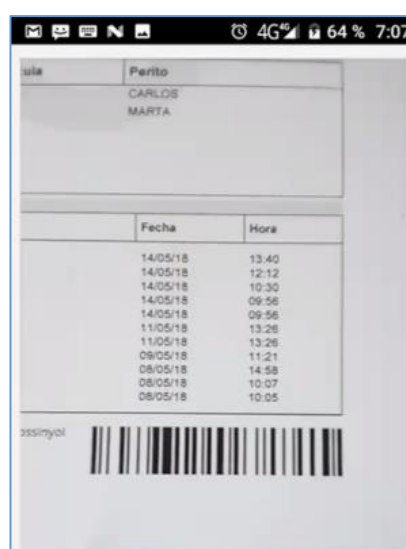 4G 64 % 7:07
ula Perito
CARLOS
MARTA
Fecha Hora
14/05/18 13:40
14/05/18 12:12
14/05/18 10:30
14/05/18 09:56
14/05/18 09:56
11/05/18 13:26
11/05/18 13:26
09/05/18 11:21
08/05/18 14:58
08/05/18 10:07
08/05/18 10:05
ossinyol